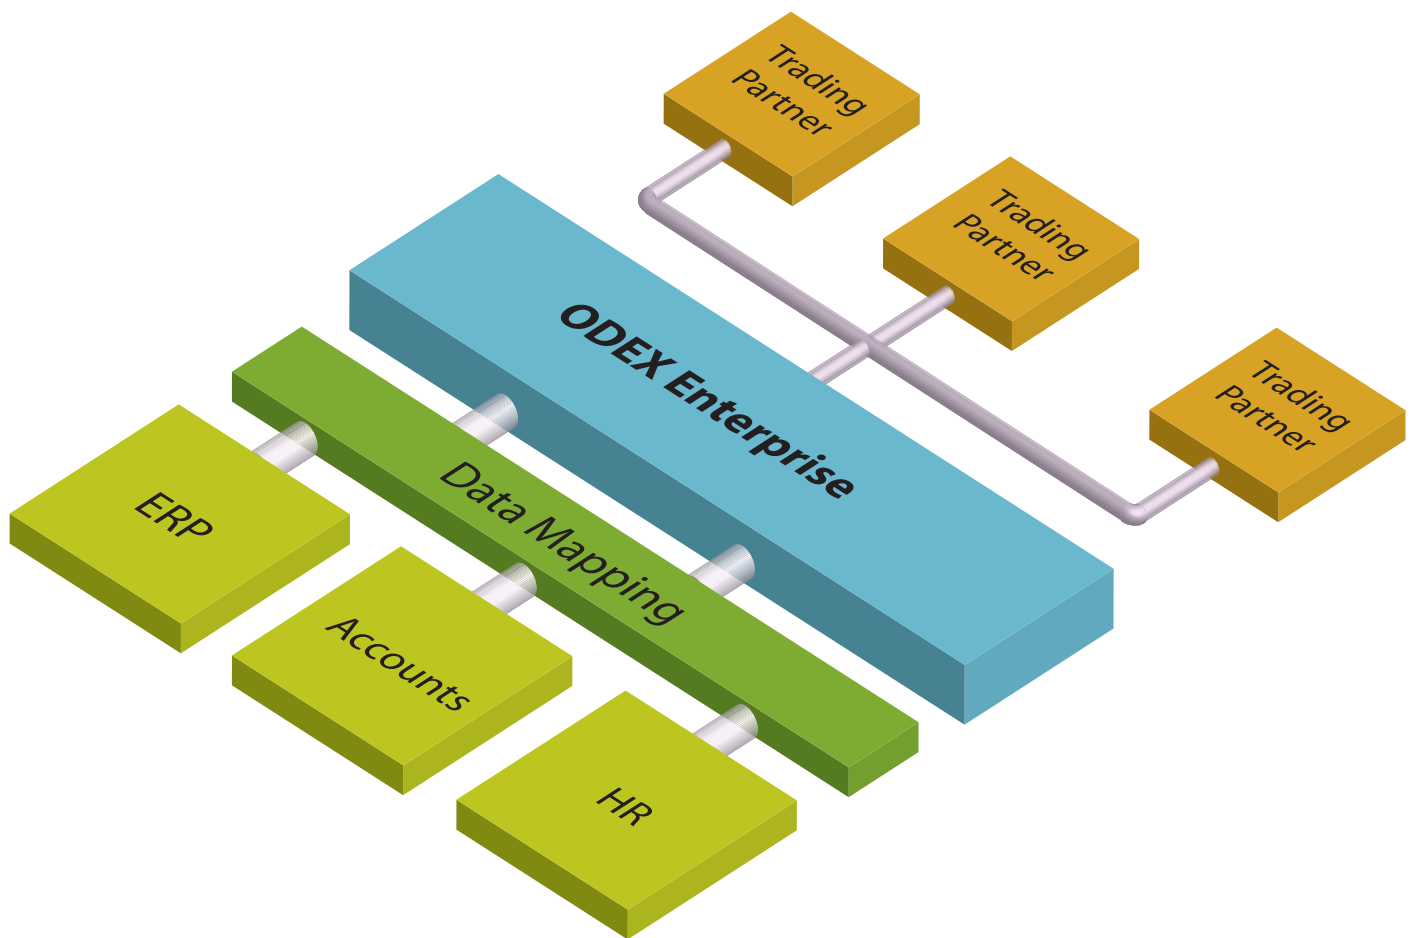 Trading
Partner
Trading
Partner
Trading
Partner
ODEX Enterprise
Data Mapping
ERP
Accounts
HR